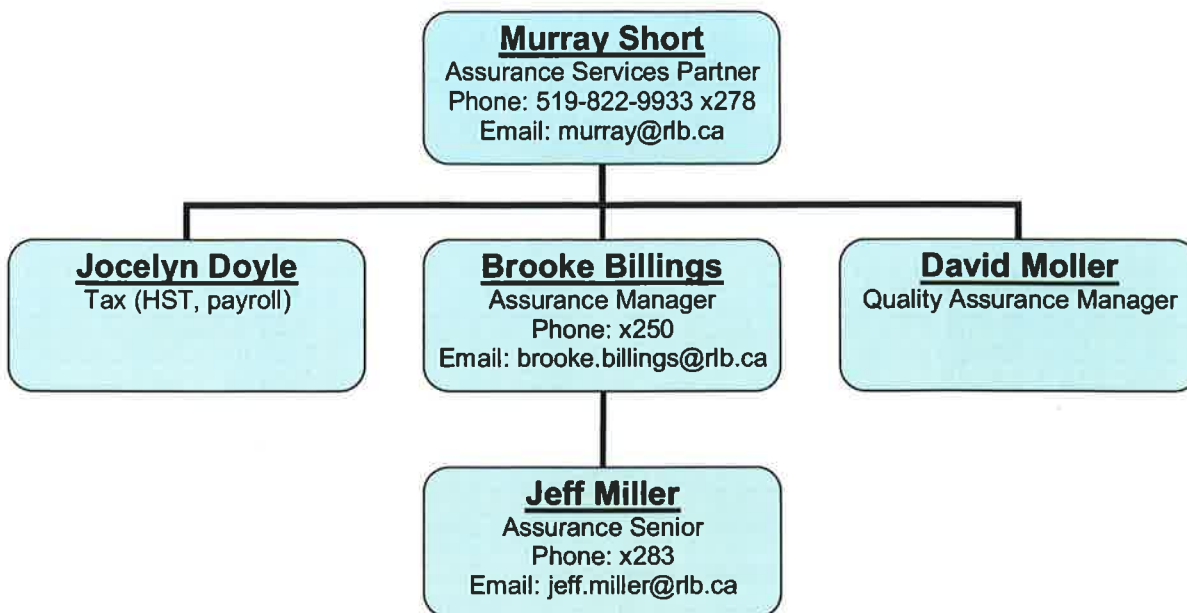 Murray Short
Assurance Services Partner
Phone: 519-822-9933 x278
Email: murray@rlb.ca
Jocelyn Doyle
Tax (HST, payroll)
Brooke Billings
Assurance Manager
Phone: x250
Email: brooke.billings@rlb.ca
David Moller
Quality Assurance Manager
Jeff Miller
Assurance Senior
Phone: x283
Email: jeff.miller@rlb.ca